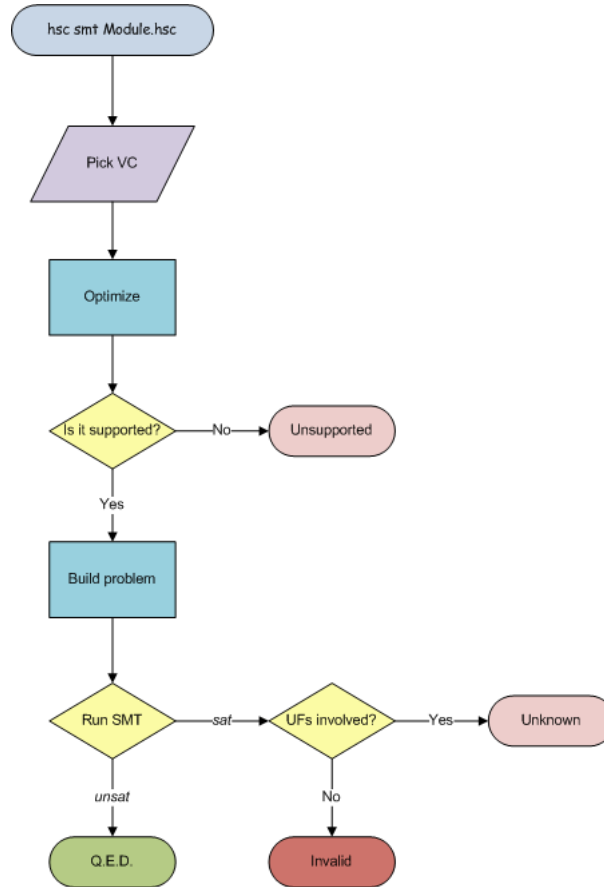 hsc smt Module.hsc
Pick VC
Optimize
Is it supported?
No
Unsupported
Yes
Build problem
Run SMT
sat
UFs involved?
Yes
Unknown
unsat
No
Q.E.D.
Invalid